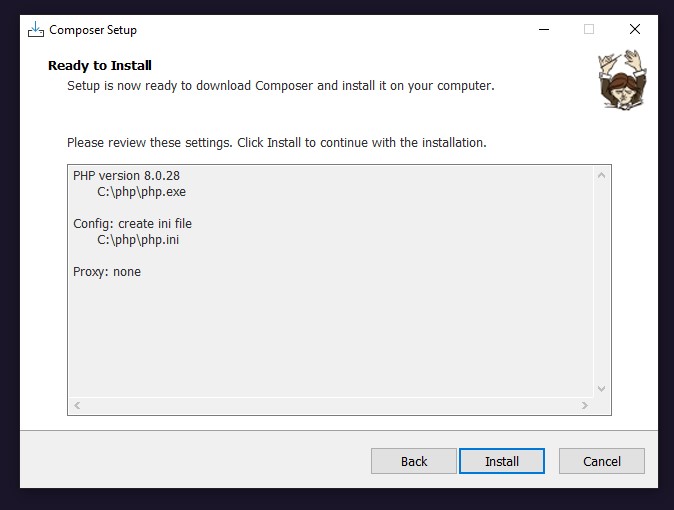 Composer Setup
Ready to Install
Setup is now ready to download Composer and install it on your computer.
Please review these settings. Click Install to continue with the installation.
PHP version 8.0.28
C:\php\php.exe
Config: create ini file
C:\php\php.ini
Proxy: none
Back
Install
Cancel